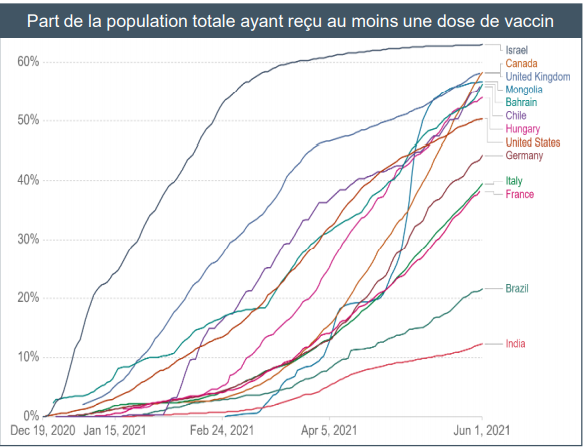 Part de la population totale ayant reçu au moins une dose de vaccin
60%
50%
40%
30%
20%
10%
0%
Israel
Canada
United Kingdom
Mongolia
Bahrain
Chile
Hungary
United States
Germany
Italy
France
Brazil
India
Dec 19, 2020 Jan 15, 2021 Feb 24, 2021 Apr 5, 2021 Jun 1, 2021